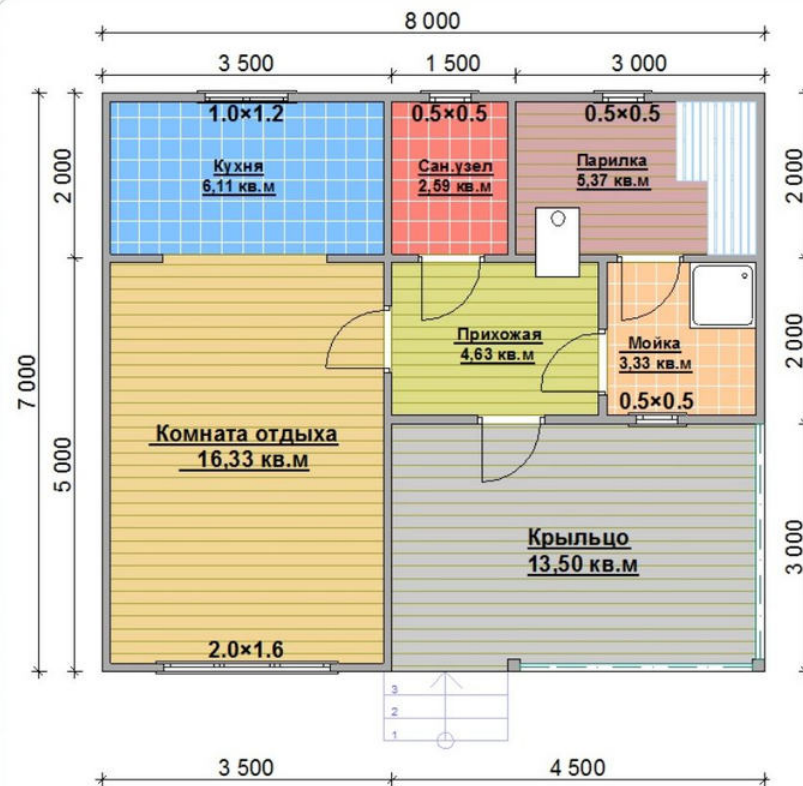 8 000
3 500 1 500 3 000
1.0×1.2 0.5×0.5 0.5×0.5
Кухня
6,11 кв.м
Сан.узел
2,59 кв.м
Парилка
5,37 кв.м
2 000
2 000
7 000
5 000
Прихожая
4,63 кв.м
Мойка
3,33 кв.м
0.5×0.5
2 000
Комната отдыха
16,33 кв.м
Крыльцо
13,50 кв.м
3 000
2.0×1.6
3
2
1
3 500 4 500